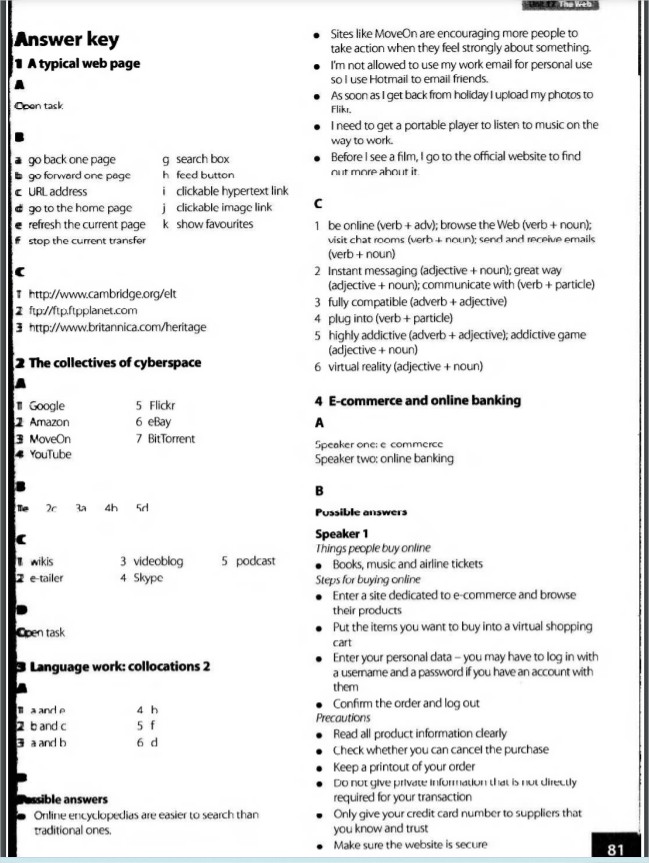 Unit 12 The Web
Answer key
1 A typical web page
A
Open task
B
a go back one page
b go forward one page
c URL address
d go to the home page
e refresh the current page
f stop the current transfer
g search box
h feed button
i clickable hypertext link
j clickable image link
k show favourites
C
1 http://www.cambridge.org/elt
2 ftp://ftp.ftpplanet.com
3 http://www.britannica.com/heritage
2 The collectives of cyberspace
A
1 Google
2 Amazon
3 MoveOn
4 YouTube
5 Flickr
6 eBay
7 BitTorrent
B
1e 2c 3a 4b 5d
C
1 wikis
2 e-tailer
3 videoblog
4 Skype
5 podcast
D
Open task
3 Language work: collocations 2
A
1 a and e
2 b and c
3 a and b
4 b
5 f
6 d
B
Possible answers
• Online encyclopedias are easier to search than
traditional ones.
• Sites like MoveOn are encouraging more people to
take action when they feel strongly about something.
• I'm not allowed to use my work email for personal use
so I use Hotmail to email friends.
• As soon as I get back from holiday I upload my photos to
Flikr.
• I need to get a portable player to listen to music on the
way to work.
• Before I see a film, I go to the official website to find
out more about it.
C
1 be online (verb + adv); browse the Web (verb + noun);
visit chat rooms (verb + noun); send and receive emails
(verb + noun)
2 Instant messaging (adjective + noun); great way
(adjective + noun); communicate with (verb + particle)
3 fully compatible (adverb + adjective)
4 plug into (verb + particle)
5 highly addictive (adverb + adjective); addictive game
(adjective + noun)
6 virtual reality (adjective + noun)
4 E-commerce and online banking
A
Speaker one: e-commerce
Speaker two: online banking
B
Possible answers
Speaker 1
Things people buy online
• Books, music and airline tickets
Steps for buying online
• Enter a site dedicated to e-commerce and browse
their products
• Put the items you want to buy into a virtual shopping
cart
• Enter your personal data – you may have to log in with
a username and a password if you have an account with
them
• Confirm the order and log out
Precautions
• Read all product information clearly
• Check whether you can cancel the purchase
• Keep a printout of your order
• Do not give private information that is not directly
required for your transaction
• Only give your credit card number to suppliers that
you know and trust
• Make sure the website is secure
81